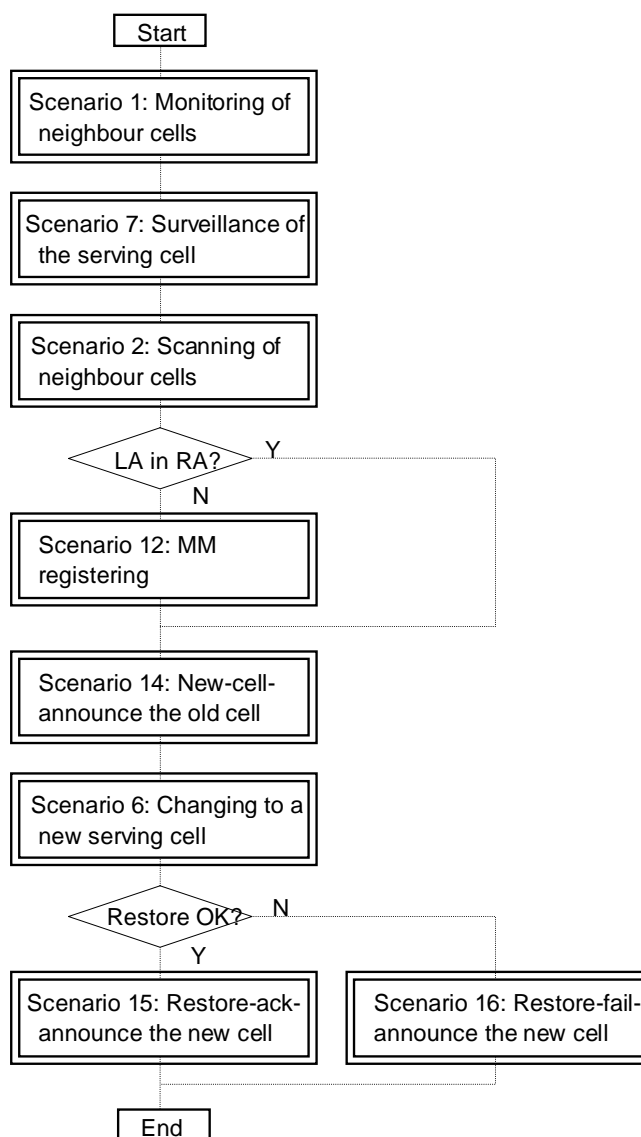 Start
Scenario 1: Monitoring of
neighbour cells
Scenario 7: Surveillance of
the serving cell
Scenario 2: Scanning of
neighbour cells
LA in RA?
Y
N
Scenario 12: MM
registering
Scenario 14: New-cell-
announce the old cell
Scenario 6: Changing to a
new serving cell
Restore OK?
N
Y
Scenario 15: Restore-ack-
announce the new cell
Scenario 16: Restore-fail-
announce the new cell
End